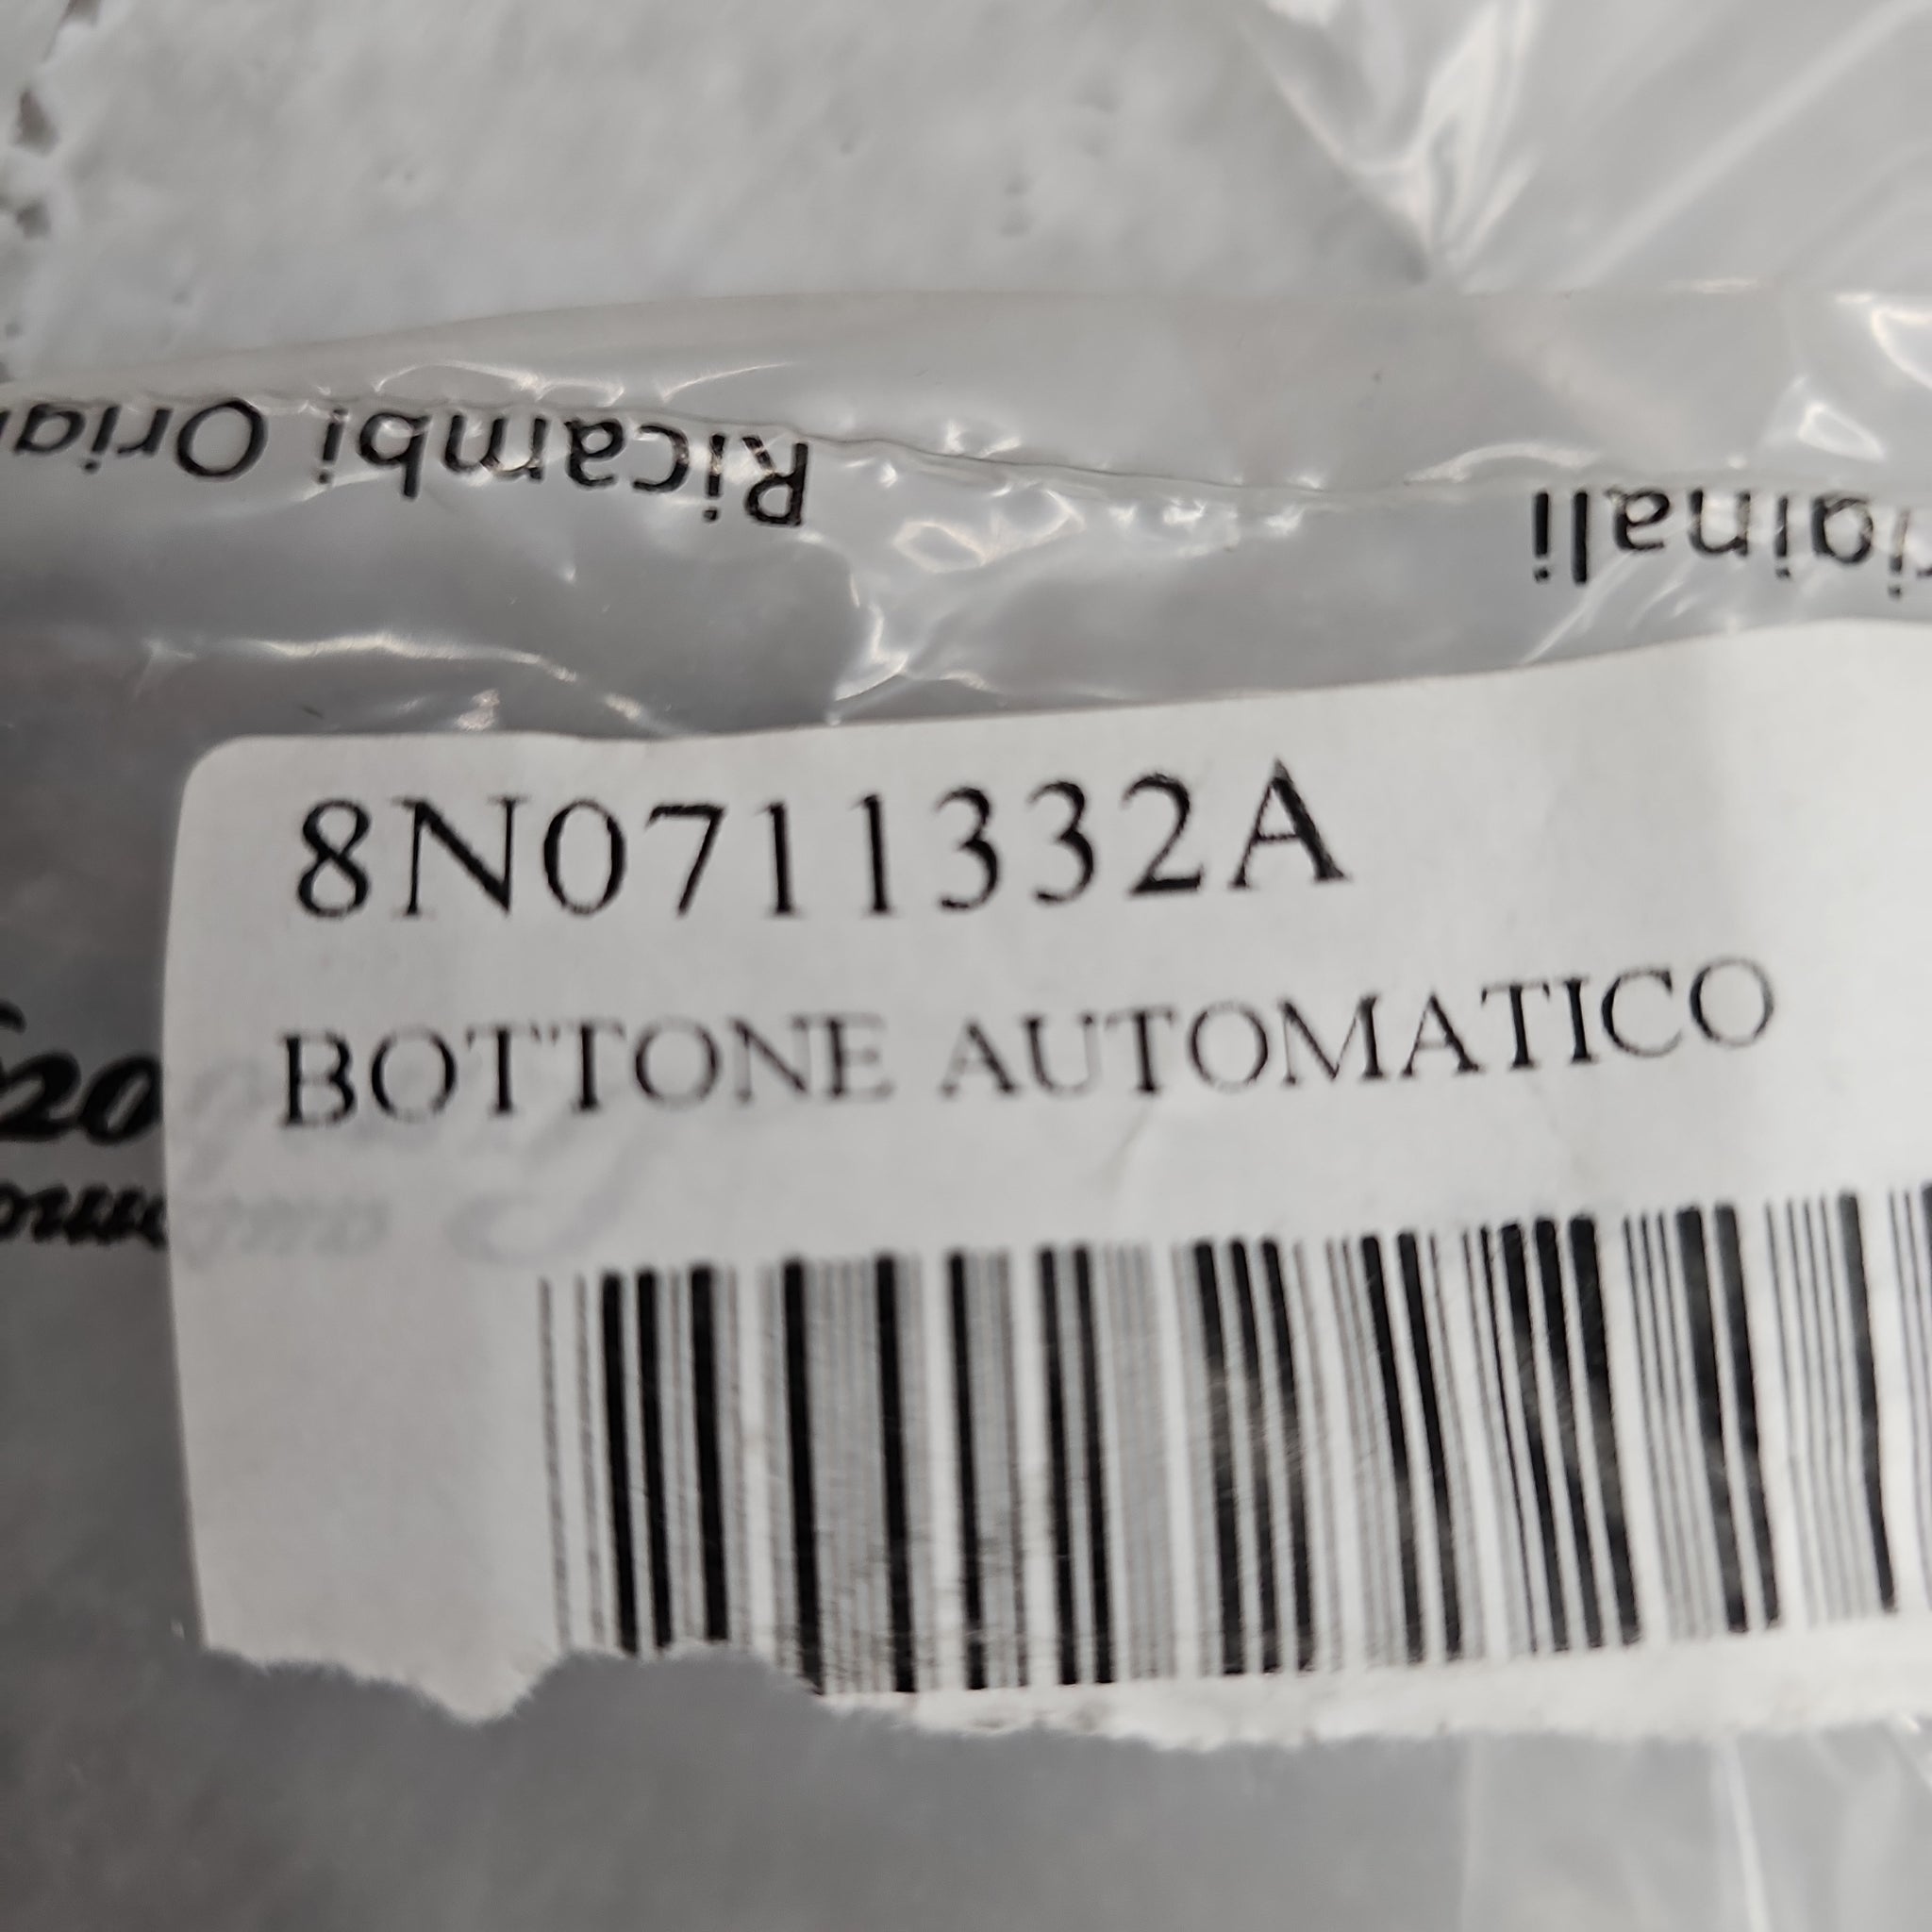 Ricambi Origi
iginali
8N0711332A
BOTTONE AUTOMATICO